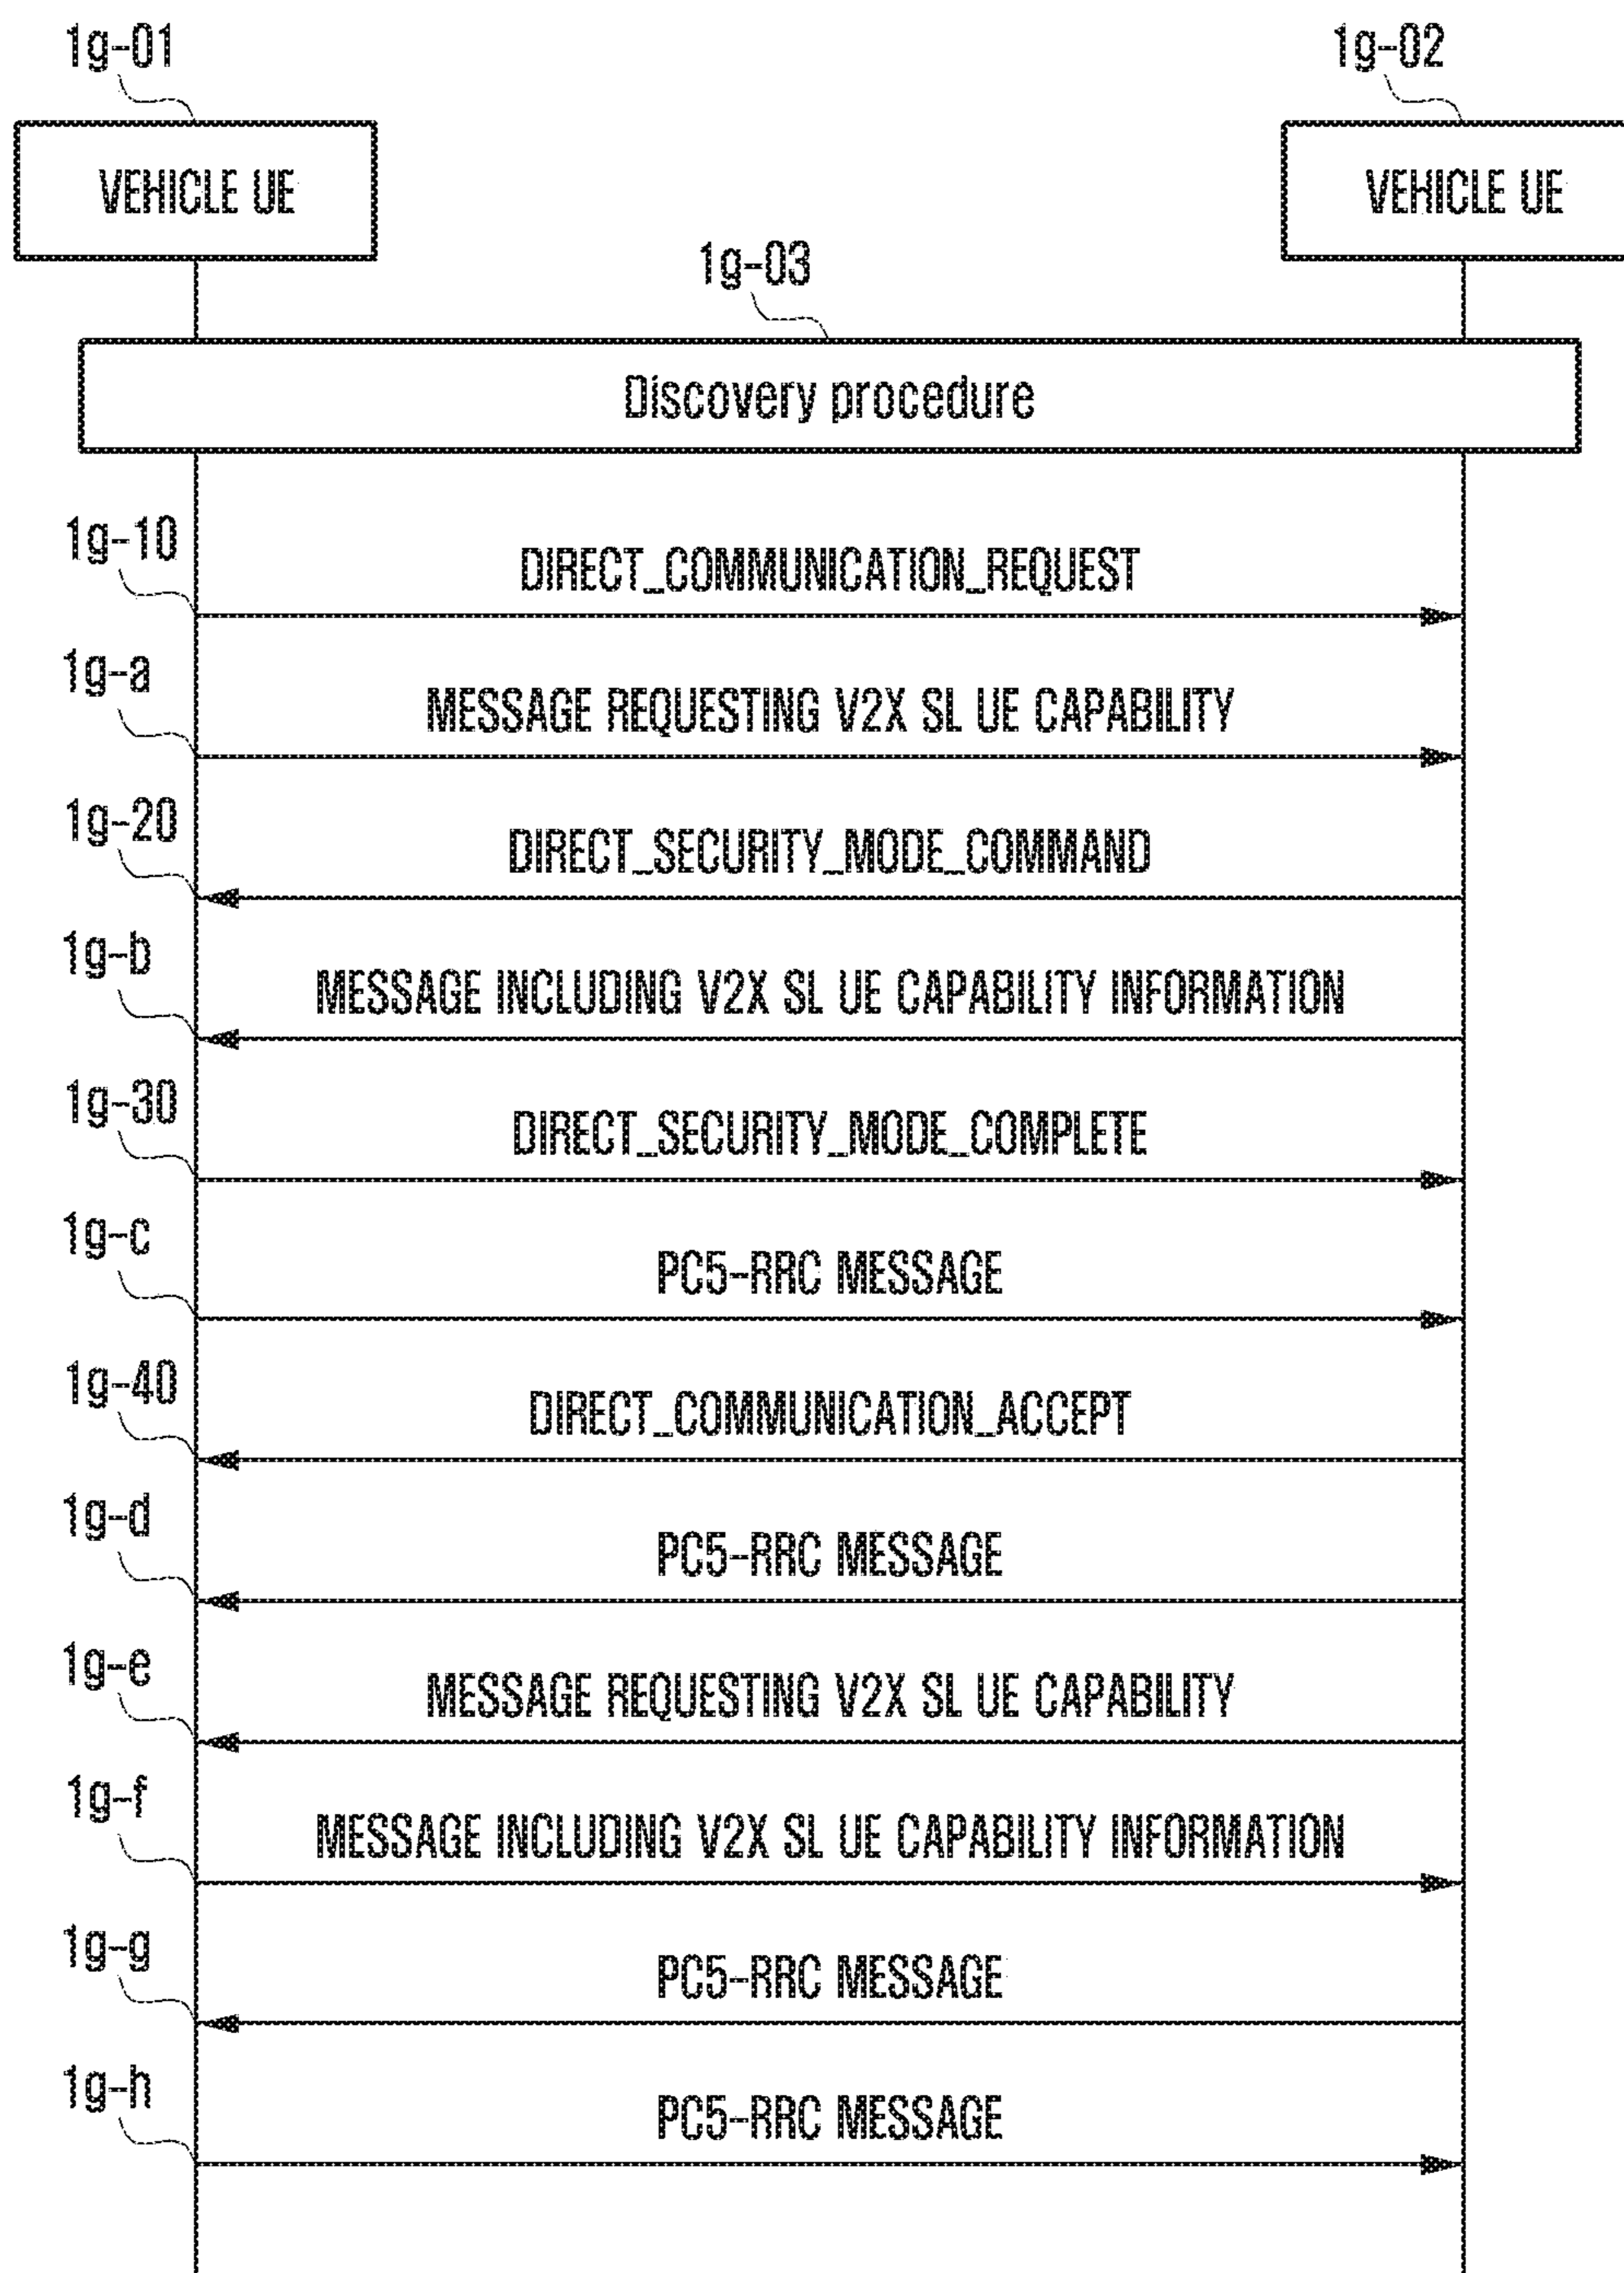 1g-01
1g-02
VEHICLE UE
VEHICLE UE
1g-03
Discovery procedure
1g-10
DIRECT_COMMUNICATION_REQUEST
1g-a
MESSAGE REQUESTING V2X SL UE CAPABILITY
1g-20
DIRECT_SECURITY_MODE_COMMAND
1g-b
MESSAGE INCLUDING V2X SL UE CAPABILITY INFORMATION
1g-30
DIRECT_SECURITY_MODE_COMPLETE
1g-c
PC5-RRC MESSAGE
1g-40
DIRECT_COMMUNICATION_ACCEPT
1g-d
PC5-RRC MESSAGE
1g-e
MESSAGE REQUESTING V2X SL UE CAPABILITY
1g-f
MESSAGE INCLUDING V2X SL UE CAPABILITY INFORMATION
1g-g
PC5-RRC MESSAGE
1g-h
PC5-RRC MESSAGE